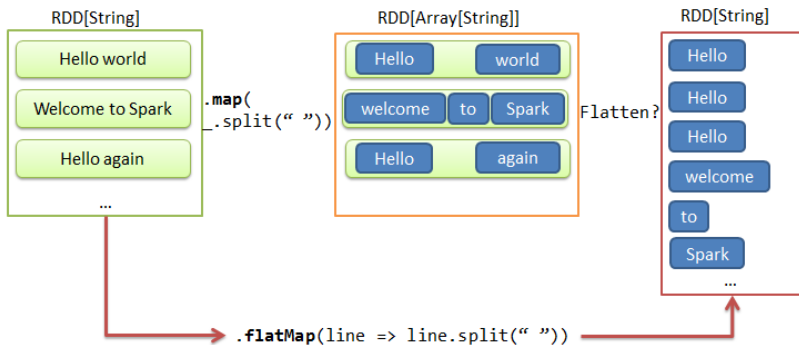 RDD[String]
Hello world
Welcome to Spark
Hello again
...
.map(
_.split(“ ”))
RDD[Array[String]]
Hello world
welcome to Spark
Hello again
Flatten?
RDD[String]
Hello
Hello
Hello
welcome
to
Spark
...
.flatMap(line => line.split(“ ”))